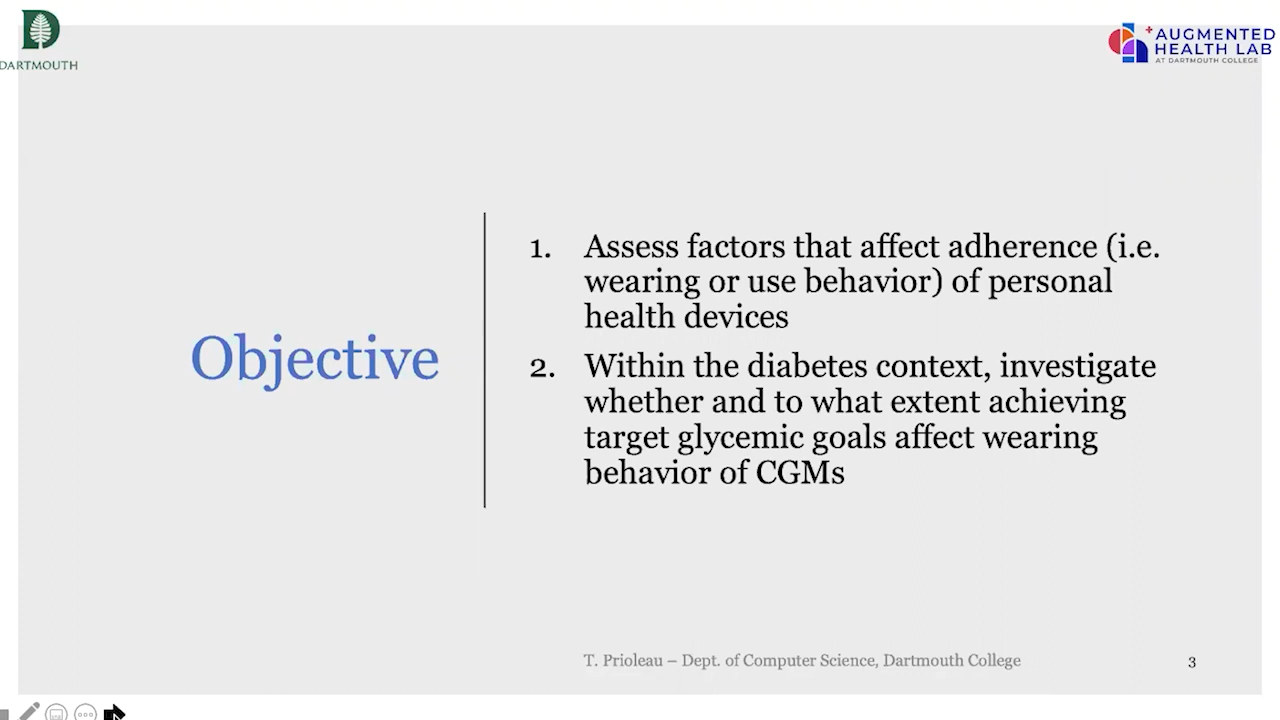 DARTMOUTH
AUGMENTED
HEALTH LAB
AT DARTMOUTH COLLEGE
Objective
1. Assess factors that affect adherence (i.e.
wearing or use behavior) of personal
health devices
2. Within the diabetes context, investigate
whether and to what extent achieving
target glycemic goals affect wearing
behavior of CGMs
T. Prioleau – Dept. of Computer Science, Dartmouth College
3